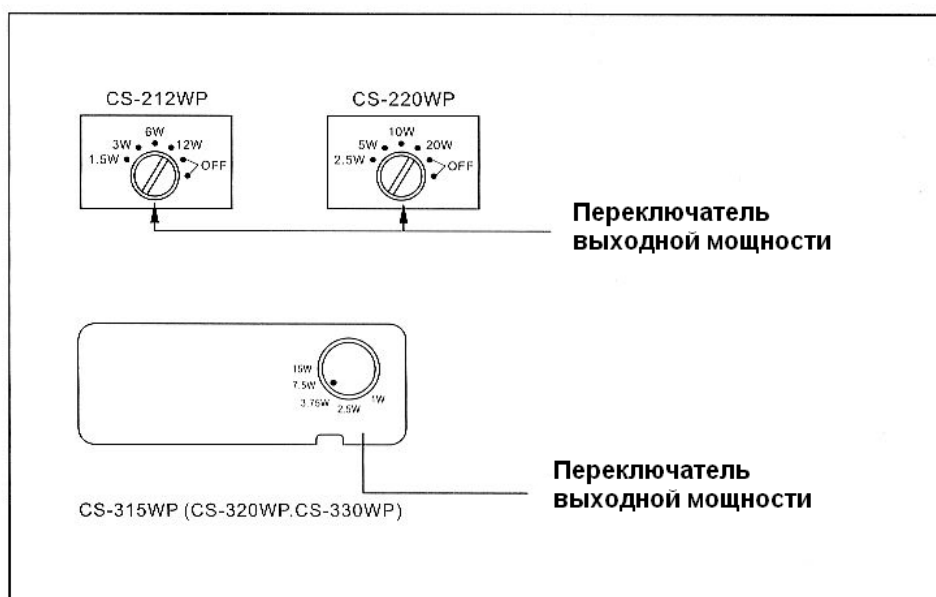 CS-212WP
CS-220WP
6W
3W
12W
1.5W
OFF
10W
5W
20W
2.5W
OFF
Переключатель
выходной мощности
15W
7.5W
3.75W
2.5W
1W
Переключатель
выходной мощности
CS-315WP (CS-320WP.CS-330WP)